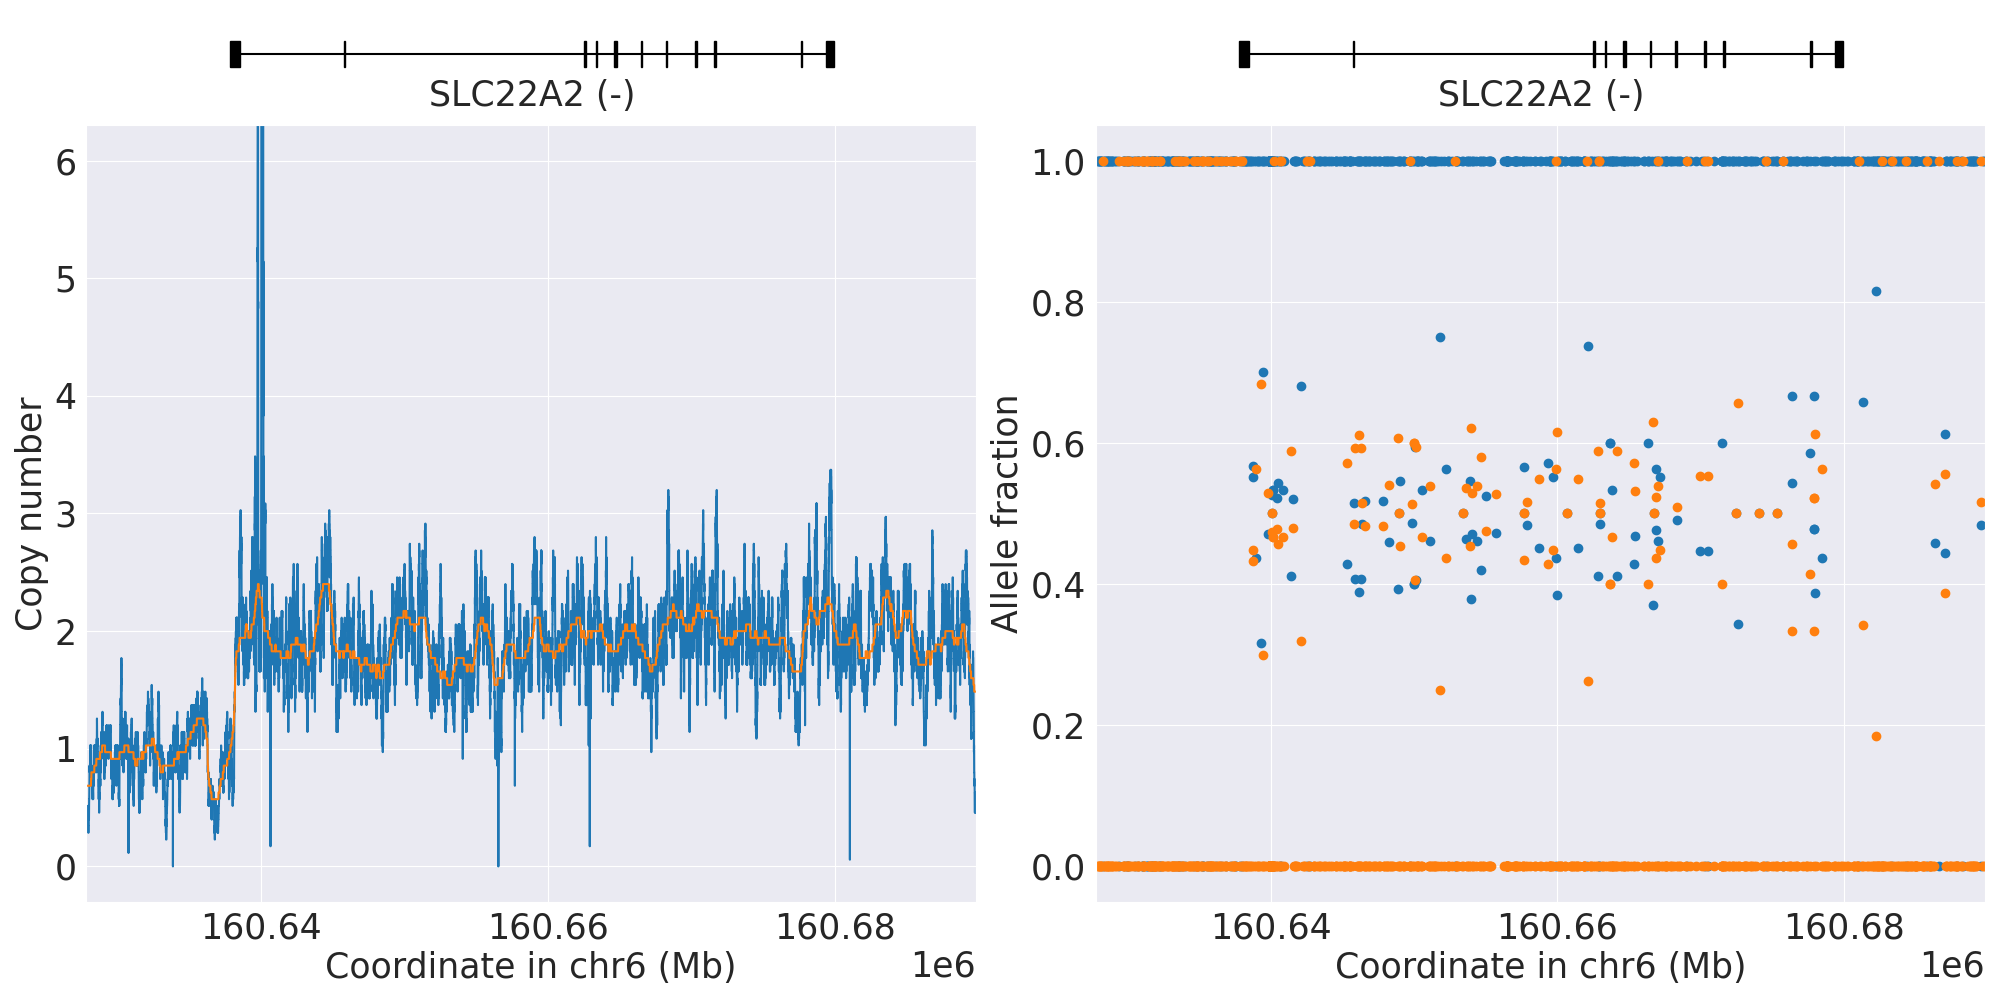 SLC22A2 (-)
6
5
4
3
2
1
0
Copy number
160.64
160.66
160.68
Coordinate in chr6 (Mb)
1e6
SLC22A2 (-)
1.0
0.8
0.6
0.4
0.2
0.0
Allele fraction
160.64
160.66
160.68
Coordinate in chr6 (Mb)
1e6